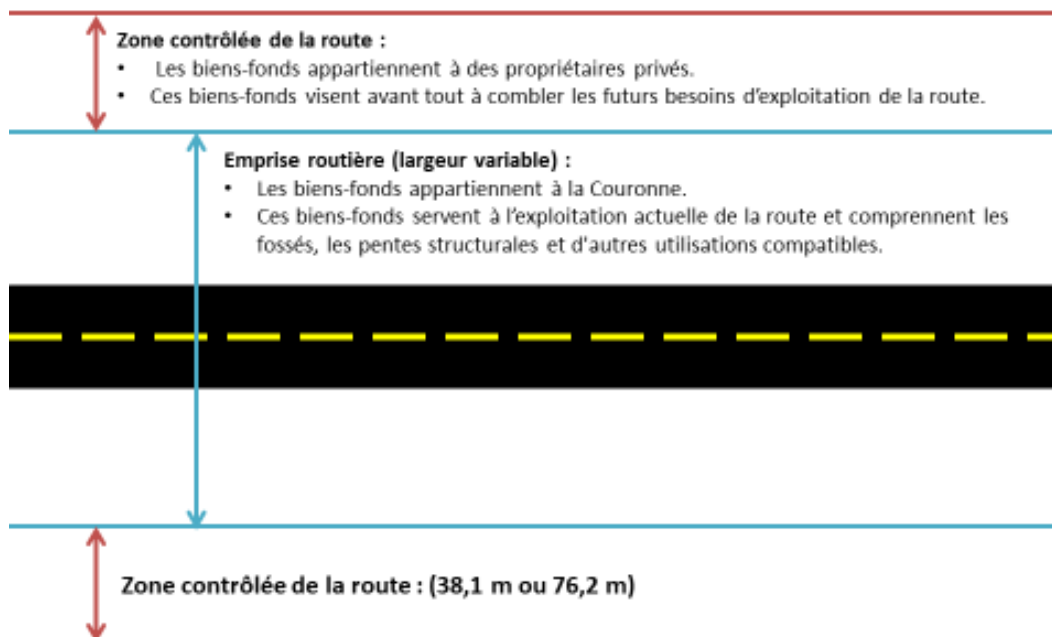 Zone contrôlée de la route :
• Les biens-fonds appartiennent à des propriétaires privés.
• Ces biens-fonds visent avant tout à combler les futurs besoins d'exploitation de la route.
Emprise routière (largeur variable) :
• Les biens-fonds appartiennent à la Couronne.
• Ces biens-fonds servent à l'exploitation actuelle de la route et comprennent les
fossés, les pentes structurales et d'autres utilisations compatibles.
Zone contrôlée de la route : (38,1 m ou 76,2 m)